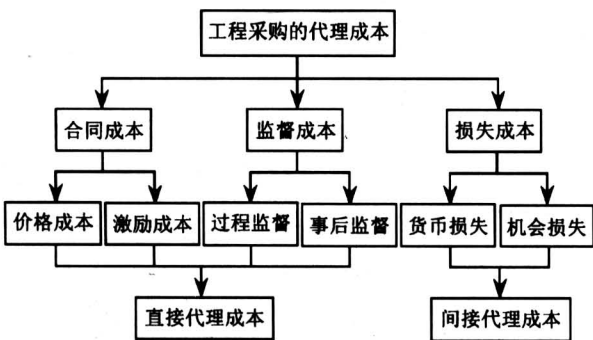 工程采购的代理成本
合同成本
监督成本
损失成本
价格成本
激励成本
过程监督
事后监督
货币损失
机会损失
直接代理成本
间接代理成本